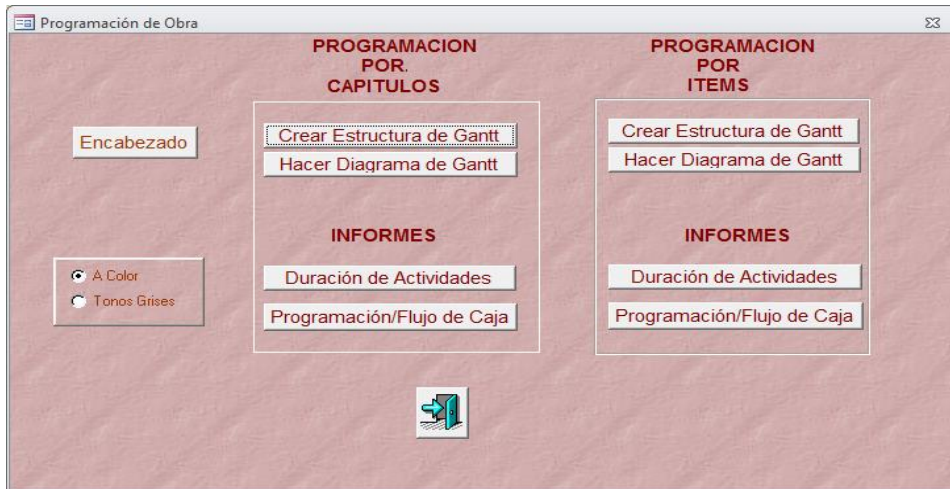 Programación de Obra
PROGRAMACION
POR.
CAPITULOS
PROGRAMACION
POR
ITEMS
Encabezado
Crear Estructura de Gantt
Hacer Diagrama de Gantt
Crear Estructura de Gantt
Hacer Diagrama de Gantt
INFORMES
INFORMES
A Color
Tonos Grises
Duración de Actividades
Programación/Flujo de Caja
Duración de Actividades
Programación/Flujo de Caja